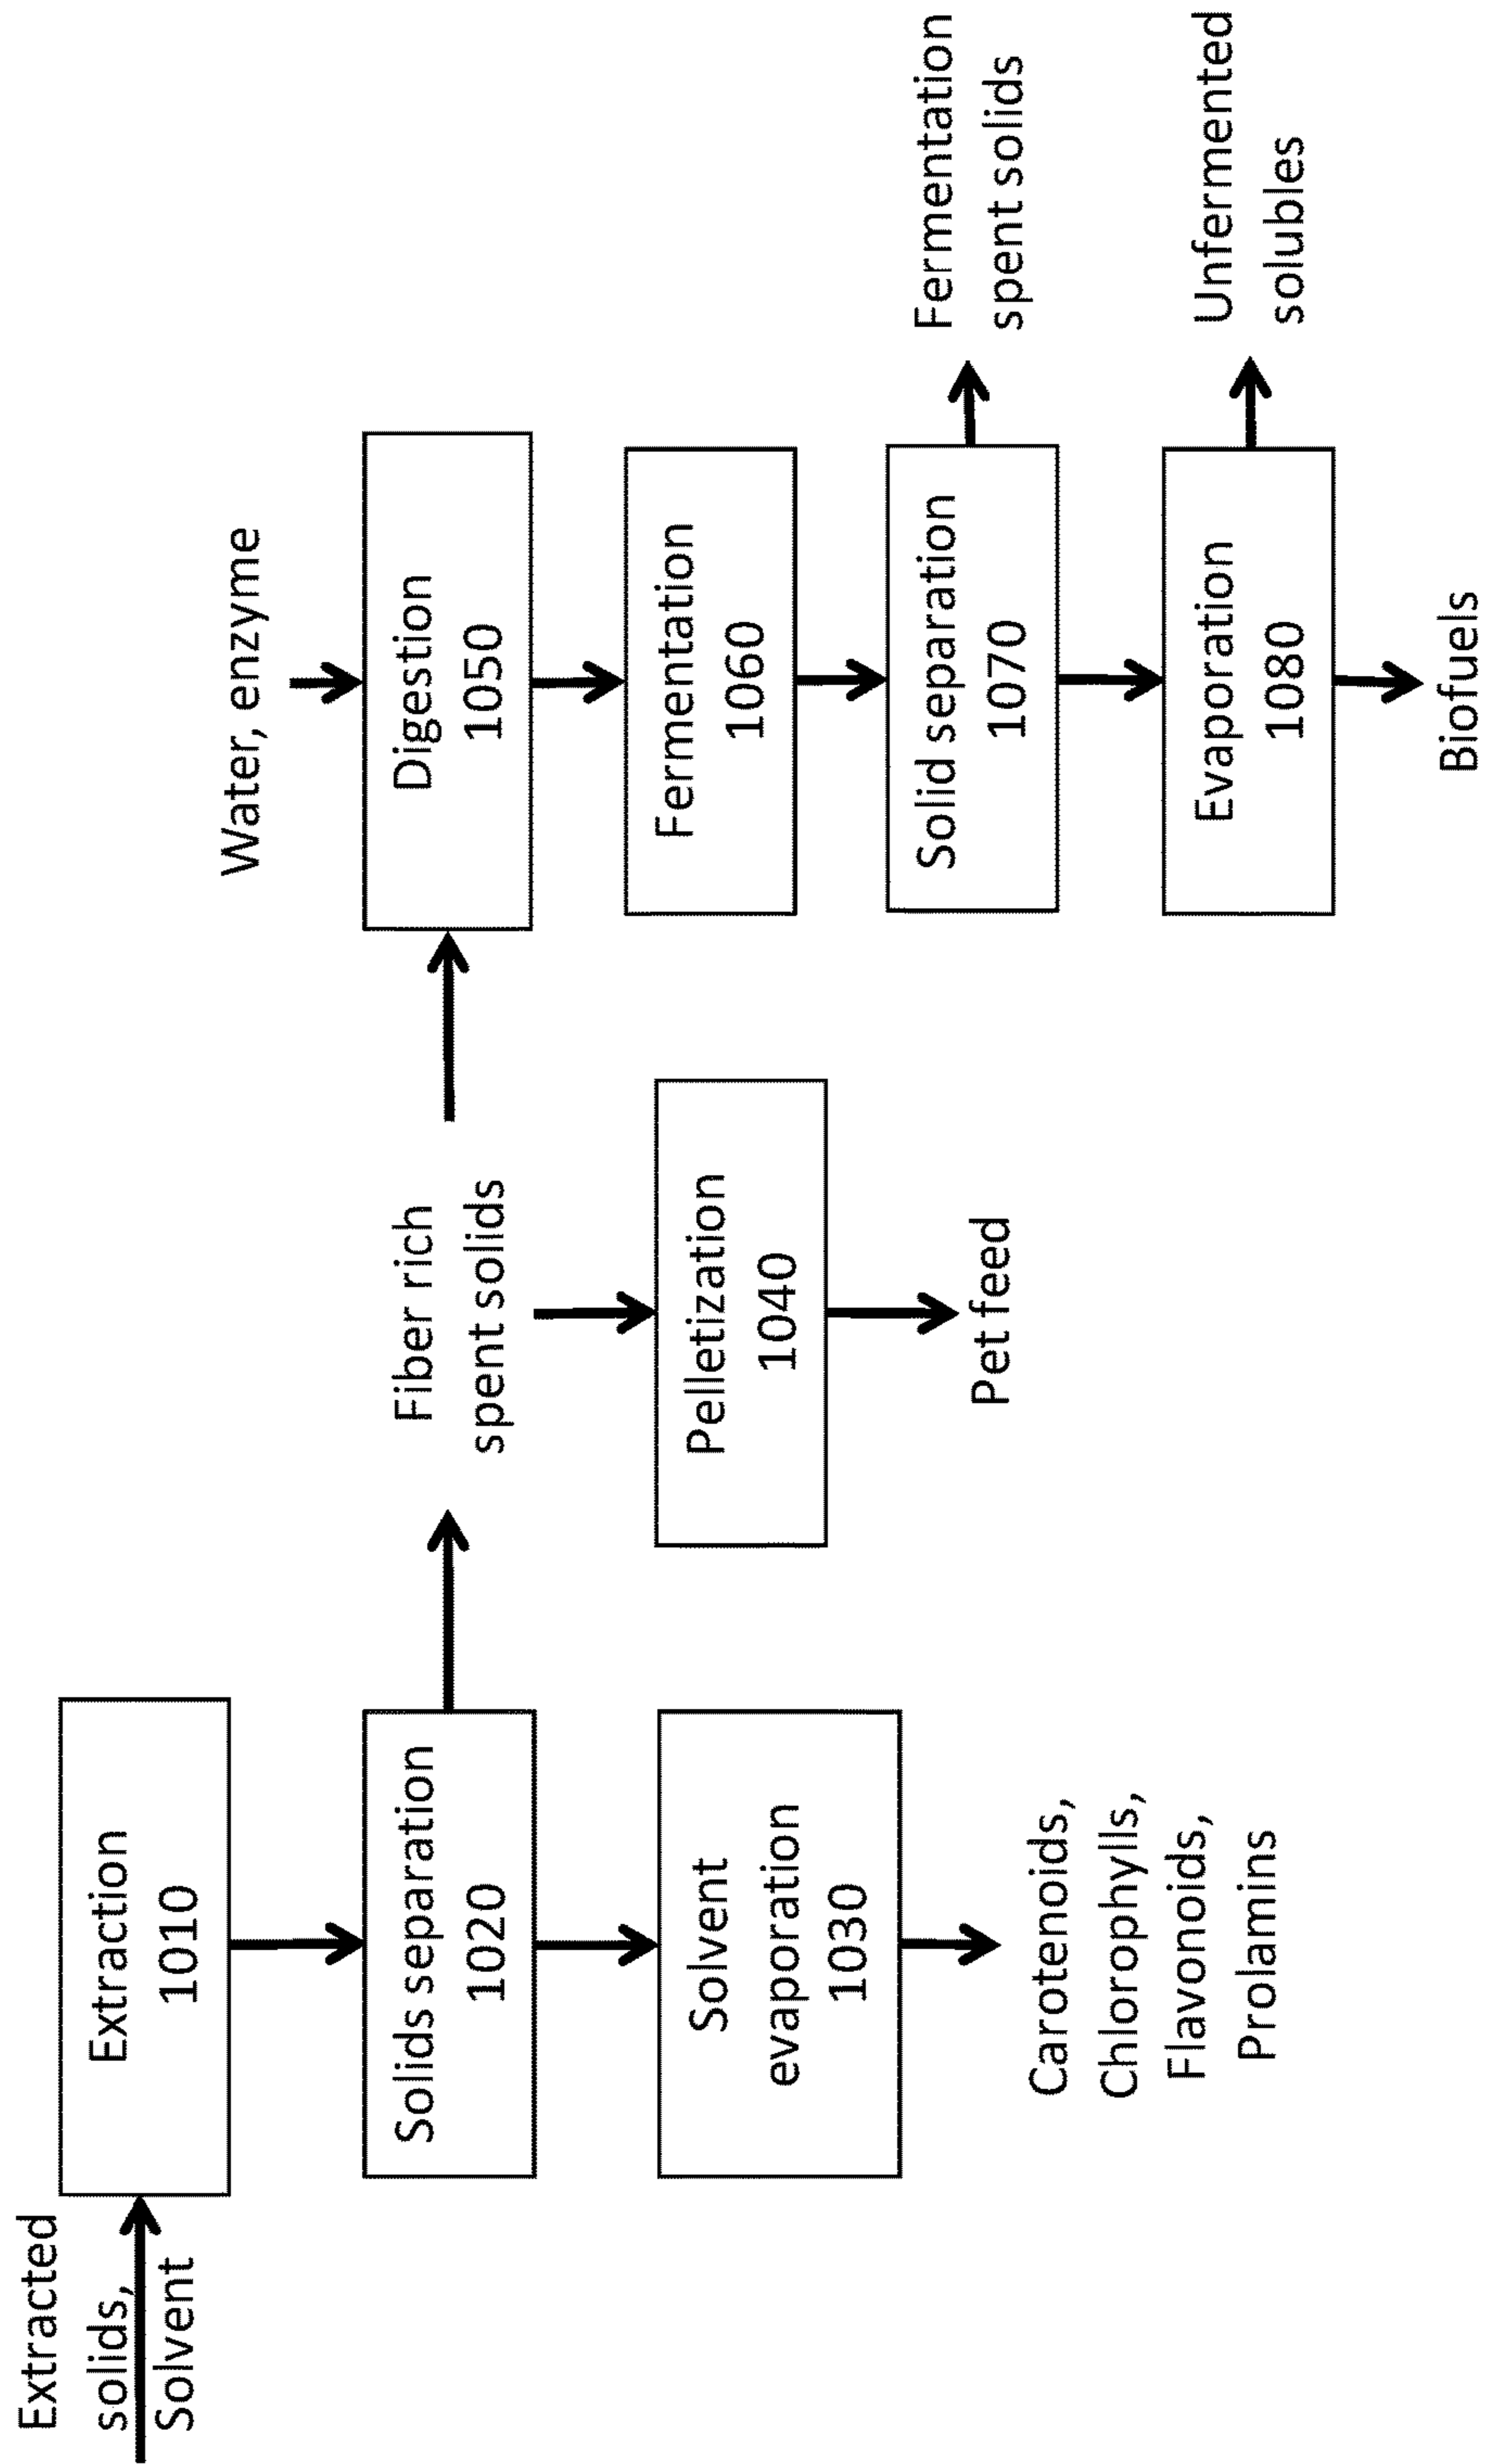 Extracted
solids,
Solvent
Extraction
1010
Solids separation
1020
Solvent
evaporation
1030
Carotenoids,
Chlorophylls,
Flavonoids,
Prolamins
Fiber rich
spent solids
Pelletization
1040
Pet feed
Water, enzyme
Digestion
1050
Fermentation
1060
Solid separation
1070
Fermentation
spent solids
Evaporation
1080
Unfermented
solubles
Biofuels